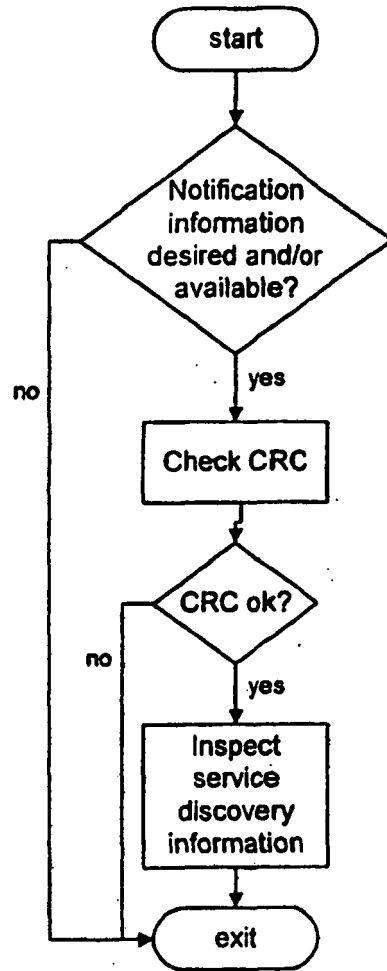 start
Notification
information
desired and/or
available?
no
yes
Check CRC
CRC ok?
no
yes
Inspect
service
discovery
information
exit